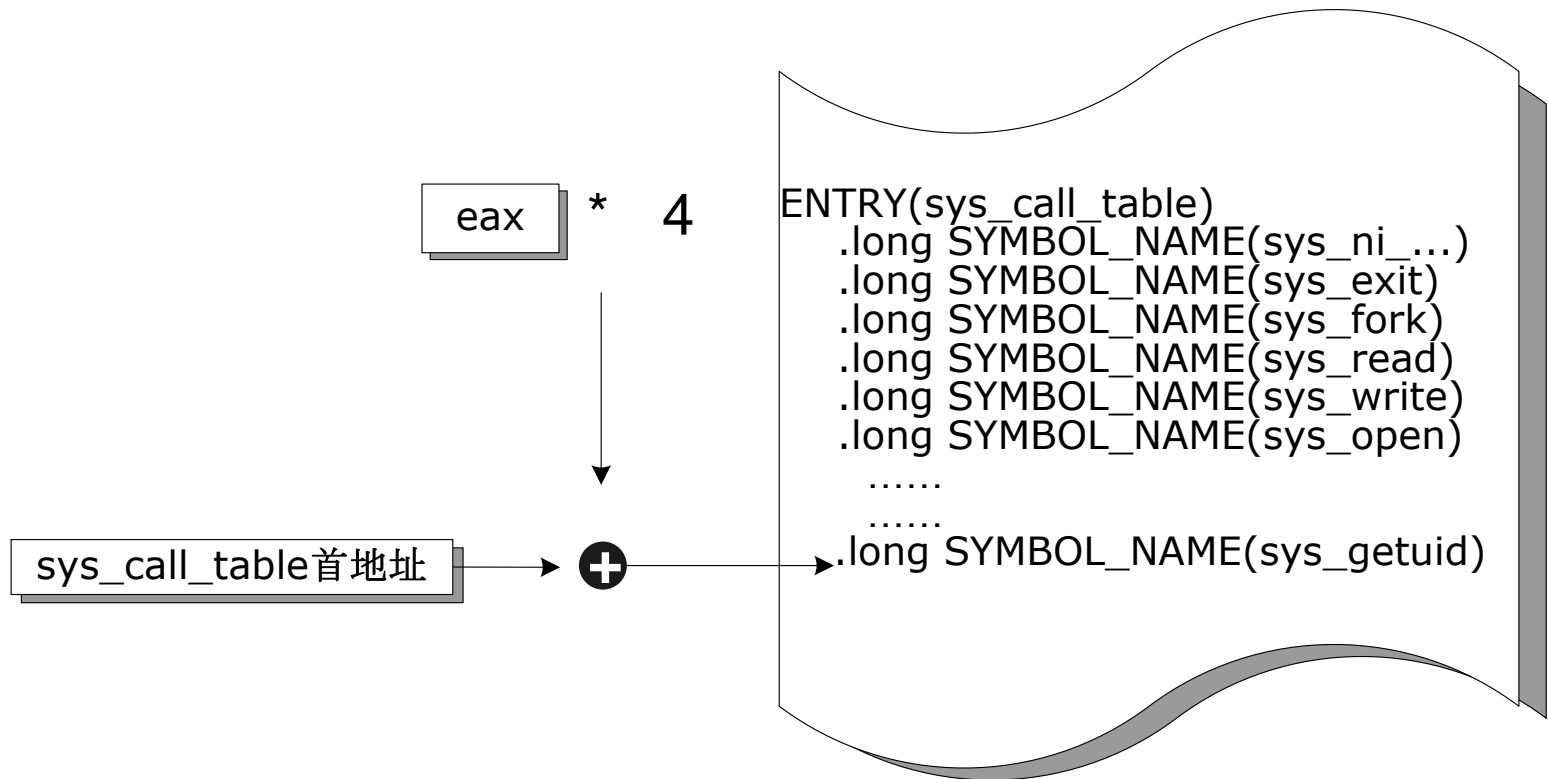 eax * 4
ENTRY(sys_call_table)
.long SYMBOL_NAME(sys_ni_...)
.long SYMBOL_NAME(sys_exit)
.long SYMBOL_NAME(sys_fork)
.long SYMBOL_NAME(sys_read)
.long SYMBOL_NAME(sys_write)
.long SYMBOL_NAME(sys_open)
......
......
.long SYMBOL_NAME(sys_getuid)
sys_call_table首地址
+